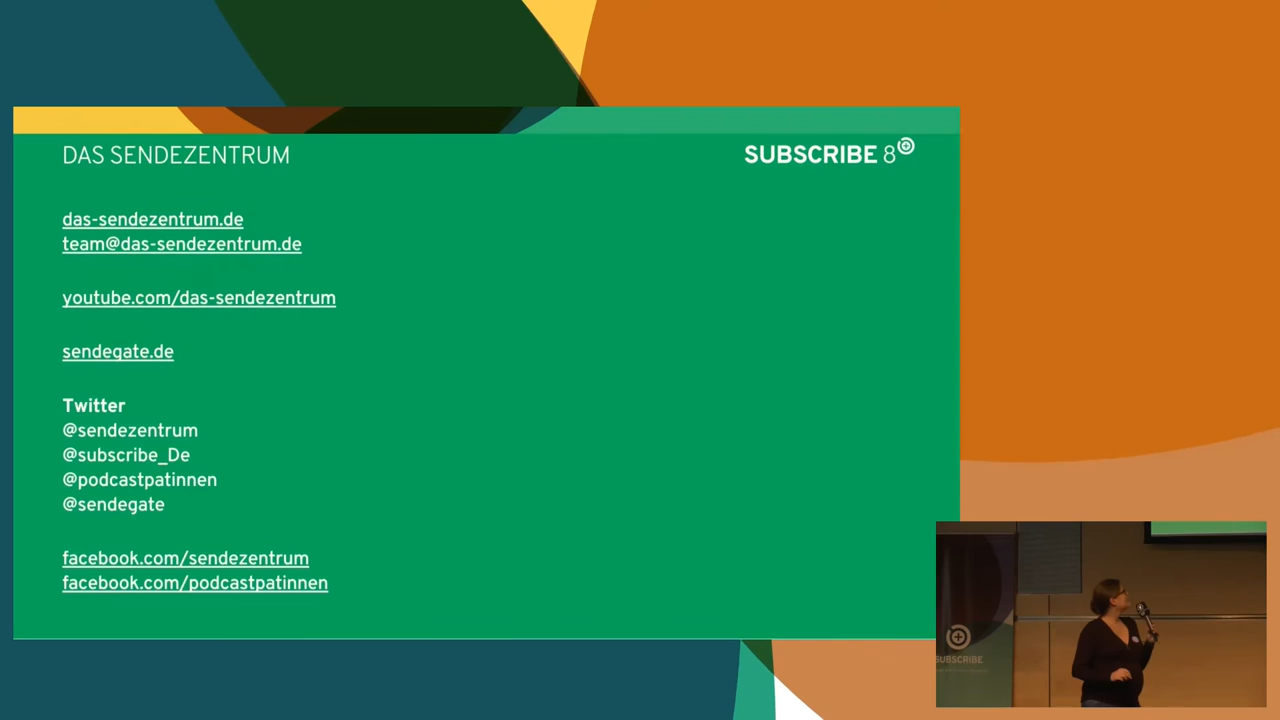 DAS SENDEZENTRUM
SUBSCRIBE 8
das-sendezentrum.de
team@das-sendezentrum.de
youtube.com/das-sendezentrum
sendegate.de
Twitter
@sendezentrum
@subscribe_De
@podcastpatinnen
@sendegate
facebook.com/sendezentrum
facebook.com/podcastpatinnen
SUBSCRIBE